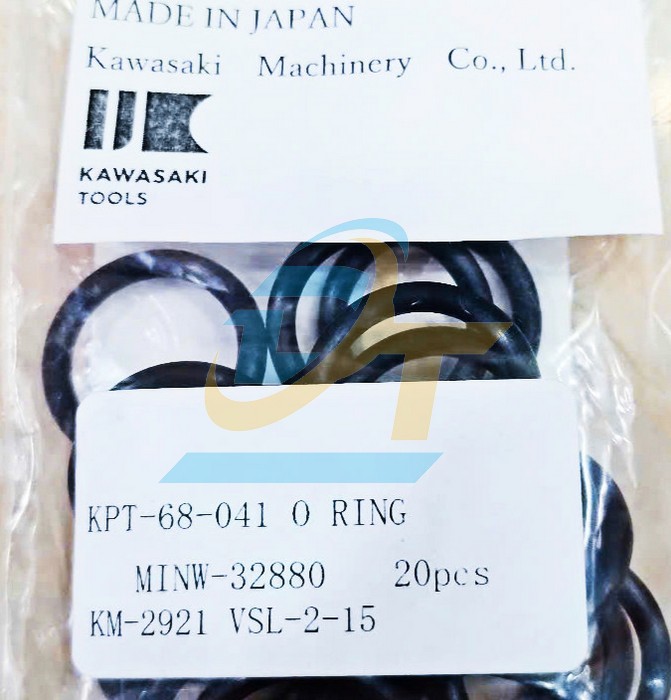 MADE IN JAPAN
Kawasaki Machinery Co., Ltd.
KAWASAKI
TOOLS
DT
KPT-68-041 O RING
MINW-32880 20pcs
KM-2921 VSL-2-15